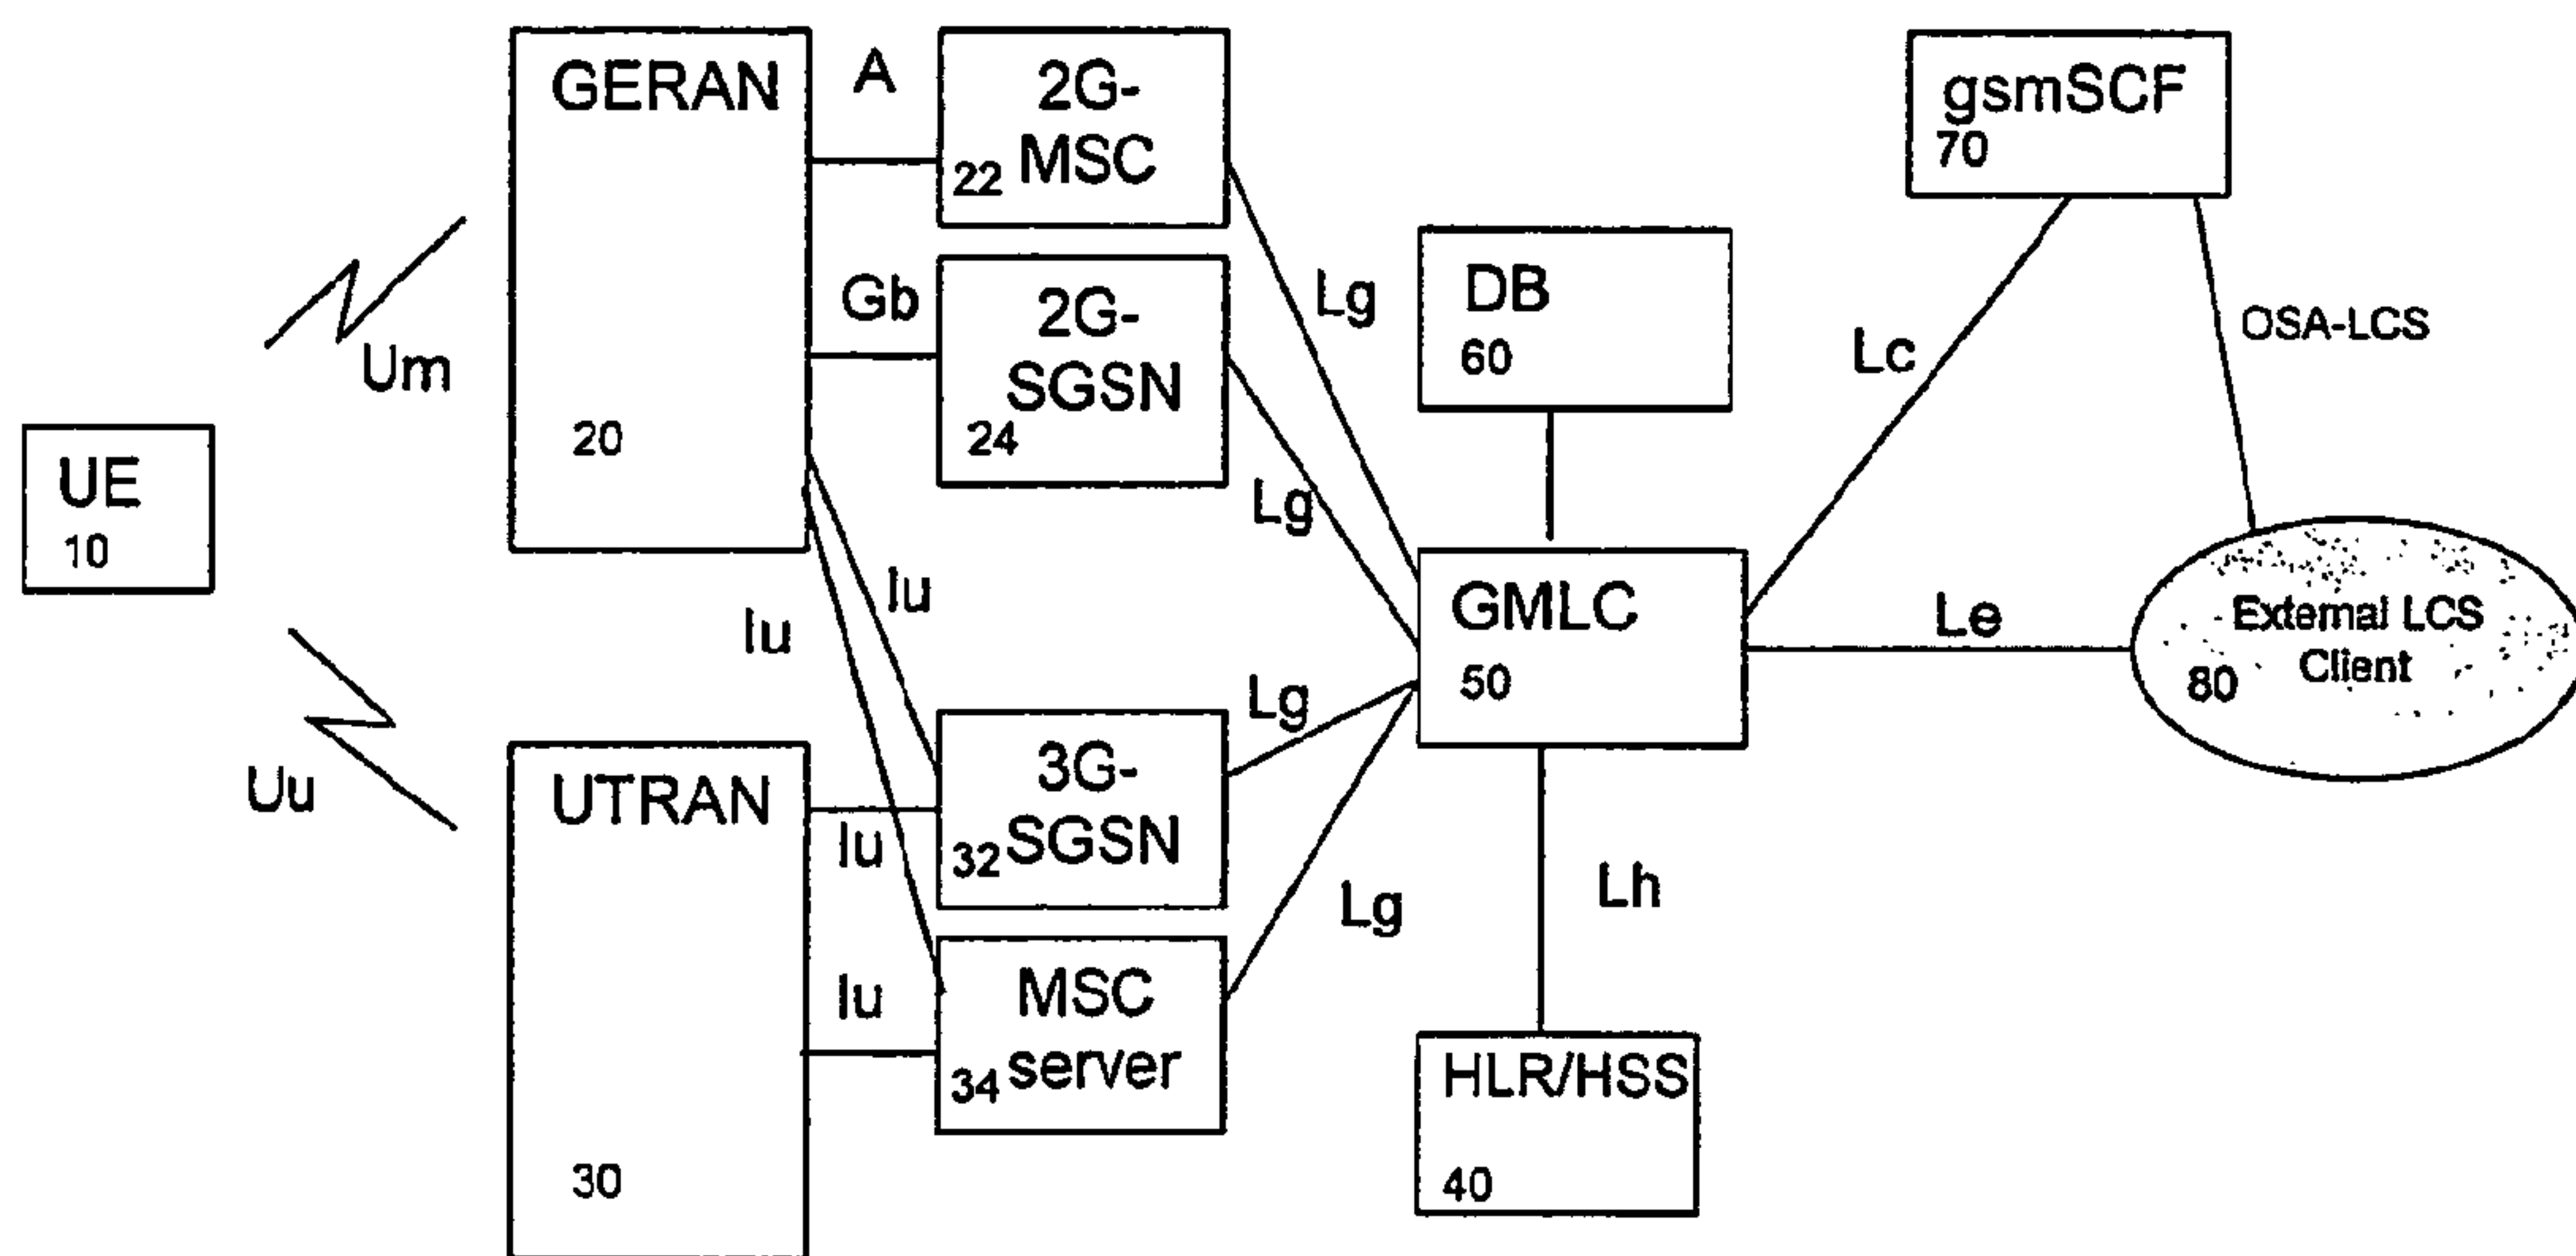 GERAN
20
A
2G-
MSC
22
Gb
2G-
SGSN
24
Um
UE
10
Uu
UTRAN
30
Iu
Iu
Iu
Iu
3G-
SGSN
32
MSC
server
34
Lg
Lg
Lg
Lg
DB
60
GMLC
50
Lh
HLR/HSS
40
gsmSCF
70
Lc
OSA-LCS
Le
External LCS
Client
80